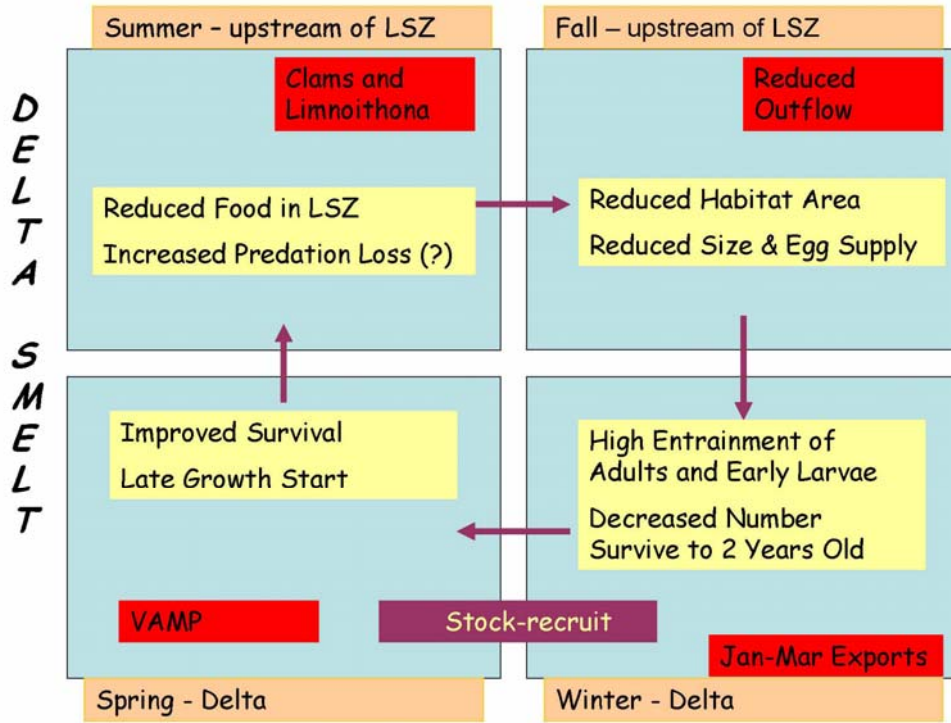 DELTA SMELT
Summer – upstream of LSZ
Clams and
Limnoithona
Reduced Food in LSZ
Increased Predation Loss (?)
Fall – upstream of LSZ
Reduced
Outflow
Reduced Habitat Area
Reduced Size & Egg Supply
High Entrainment of
Adults and Early Larvae
Decreased Number
Survive to 2 Years Old
Jan-Mar Exports
Winter - Delta
Stock-recruit
Improved Survival
Late Growth Start
VAMP
Spring - Delta